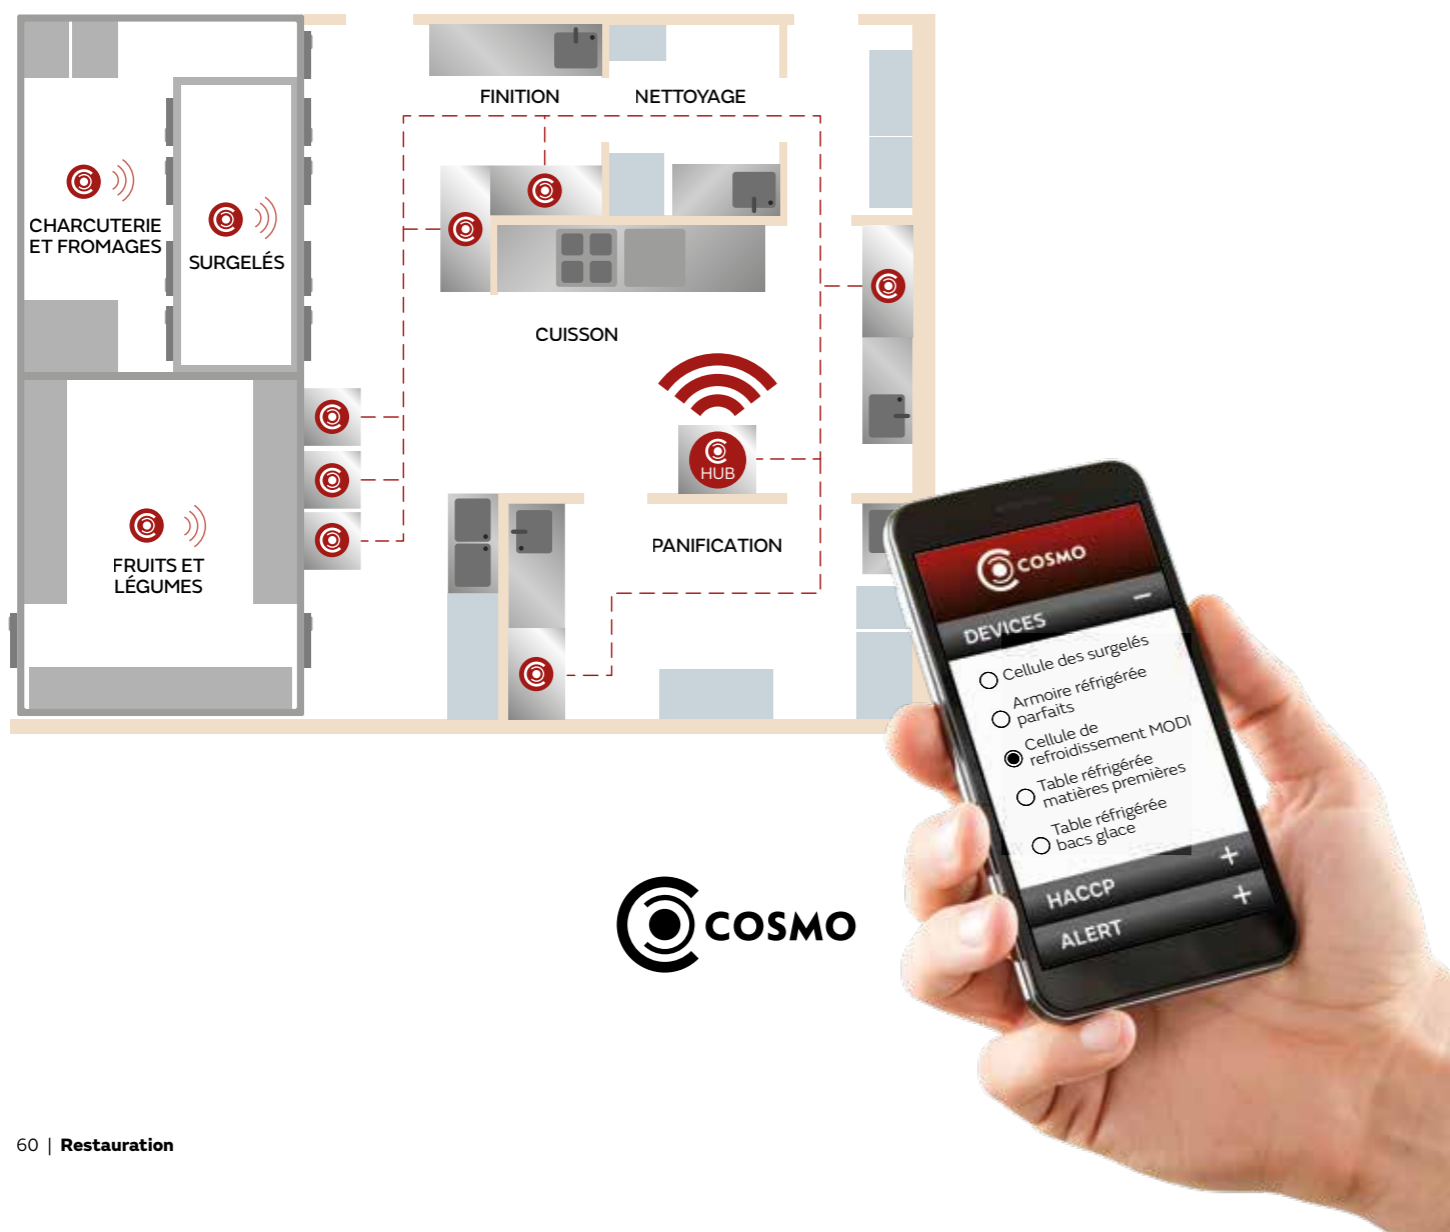 FINITION
NETTOYAGE
CHARCUTERIE
ET FROMAGES
SURGELÉS
CUISSON
HUB
FRUITS ET
LÉGUMES
PANIFICATION
COSMO
DEVICES
Cellule des surgelés
Armoire réfrigérée
parfaits
Cellule de
refroidissement MODI
Table réfrigérée
matières premières
Table réfrigérée
bacs glace
HACCP
ALERT
COSMO
60 | Restauration